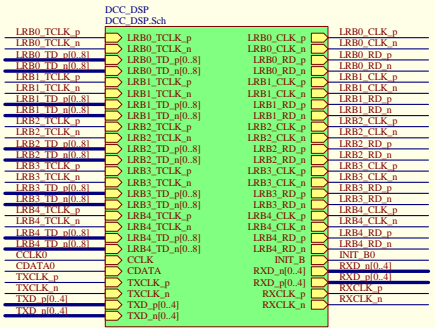 DCC_DSP
DCC_DSP.Sch
LRB0_TCLK_p LRB0_TCLK_p LRB0_CLK_p LRB0_CLK_p
LRB0_TCLK_n LRB0_TCLK_n LRB0_CLK_n LRB0_CLK_n
LRB0_TD_p[0..8] LRB0_TD_p[0..8] LRB0_RD_p LRB0_RD_p
LRB0_TD_n[0..8] LRB0_TD_n[0..8] LRB0_RD_n LRB0_RD_n
LRB1_TCLK_p LRB1_TCLK_p LRB1_CLK_p LRB1_CLK_p
LRB1_TCLK_n LRB1_TCLK_n LRB1_CLK_n LRB1_CLK_n
LRB1_TD_p[0..8] LRB1_TD_p[0..8] LRB1_RD_p LRB1_RD_p
LRB1_TD_n[0..8] LRB1_TD_n[0..8] LRB1_RD_n LRB1_RD_n
LRB2_TCLK_p LRB2_TCLK_p LRB2_CLK_p LRB2_CLK_p
LRB2_TCLK_n LRB2_TCLK_n LRB2_CLK_n LRB2_CLK_n
LRB2_TD_p[0..8] LRB2_TD_p[0..8] LRB2_RD_p LRB2_RD_p
LRB2_TD_n[0..8] LRB2_TD_n[0..8] LRB2_RD_n LRB2_RD_n
LRB3_TCLK_p LRB3_TCLK_p LRB3_CLK_p LRB3_CLK_p
LRB3_TCLK_n LRB3_TCLK_n LRB3_CLK_n LRB3_CLK_n
LRB3_TD_p[0..8] LRB3_TD_p[0..8] LRB3_RD_p LRB3_RD_p
LRB3_TD_n[0..8] LRB3_TD_n[0..8] LRB3_RD_n LRB3_RD_n
LRB4_TCLK_p LRB4_TCLK_p LRB4_CLK_p LRB4_CLK_p
LRB4_TCLK_n LRB4_TCLK_n LRB4_CLK_n LRB4_CLK_n
LRB4_TD_p[0..8] LRB4_TD_p[0..8] LRB4_RD_p LRB4_RD_p
LRB4_TD_n[0..8] LRB4_TD_n[0..8] LRB4_RD_n LRB4_RD_n
CCLK0 CCLK INIT_B INIT_B0
CDATA0 CDATA RXD_n[0..4] RXD_n[0..4]
TXCLK_p TXCLK_p RXD_p[0..4] RXD_p[0..4]
TXCLK_n TXCLK_n RXCLK_p RXCLK_p
TXD_p[0..4] TXD_p[0..4] RXCLK_n RXCLK_n
TXD_n[0..4] TXD_n[0..4]